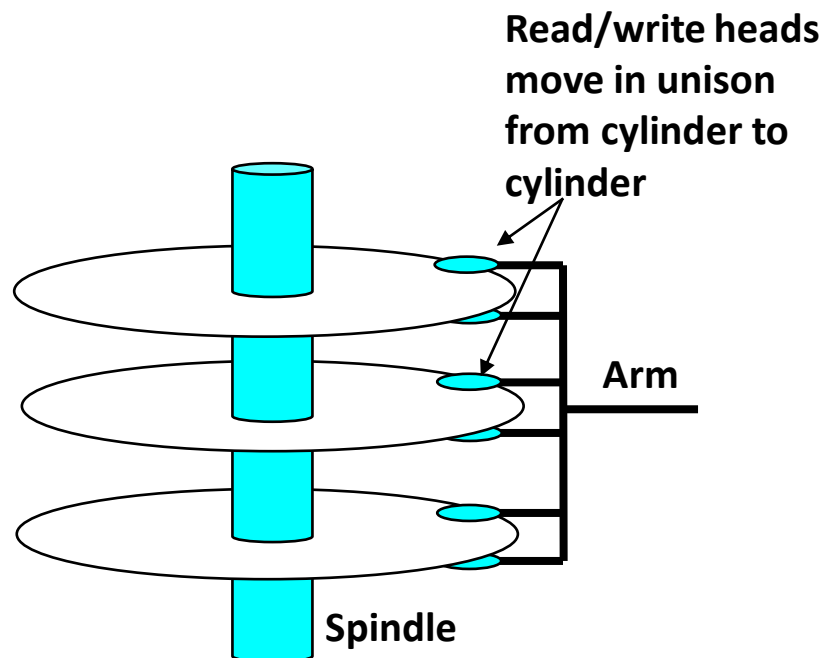 Read/write heads
move in unison
from cylinder to
cylinder
Arm
Spindle